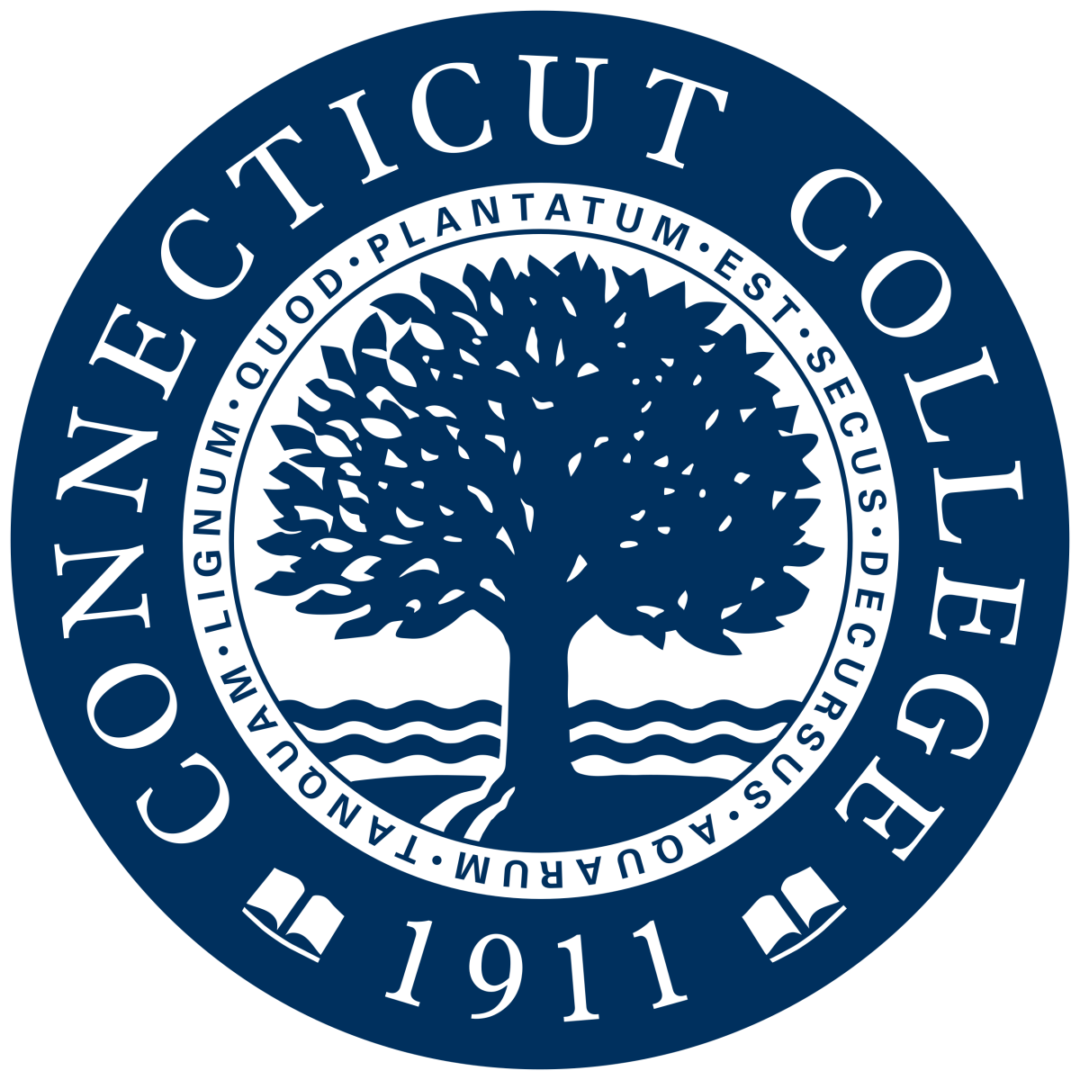 CONNECTICUT COLLEGE
TANQUAM · LIGNUM · QUOD · PLANTATUM · EST · SECUS · DECURSUS · AQUARUM ·
1911